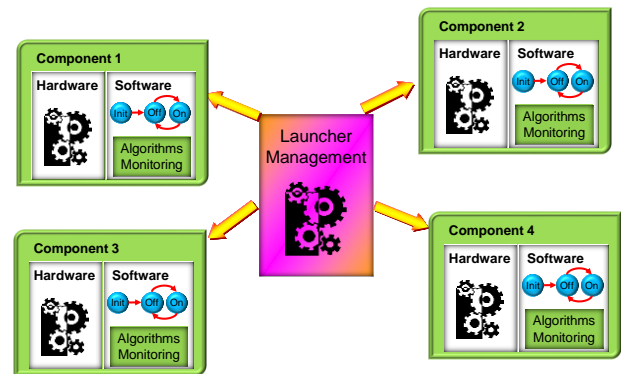 Component 1
Hardware Software
Init Off On
Algorithms
Monitoring
Component 2
Hardware Software
Init Off On
Algorithms
Monitoring
Launcher
Management
Component 3
Hardware Software
Init Off On
Algorithms
Monitoring
Component 4
Hardware Software
Init Off On
Algorithms
Monitoring